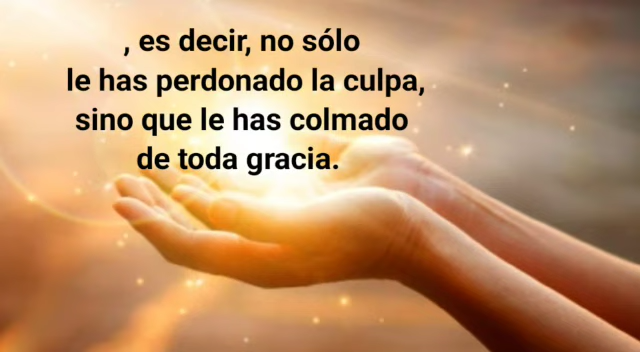 , es decir, no sólo
le has perdonado la culpa,
sino que le has colmado
de toda gracia.